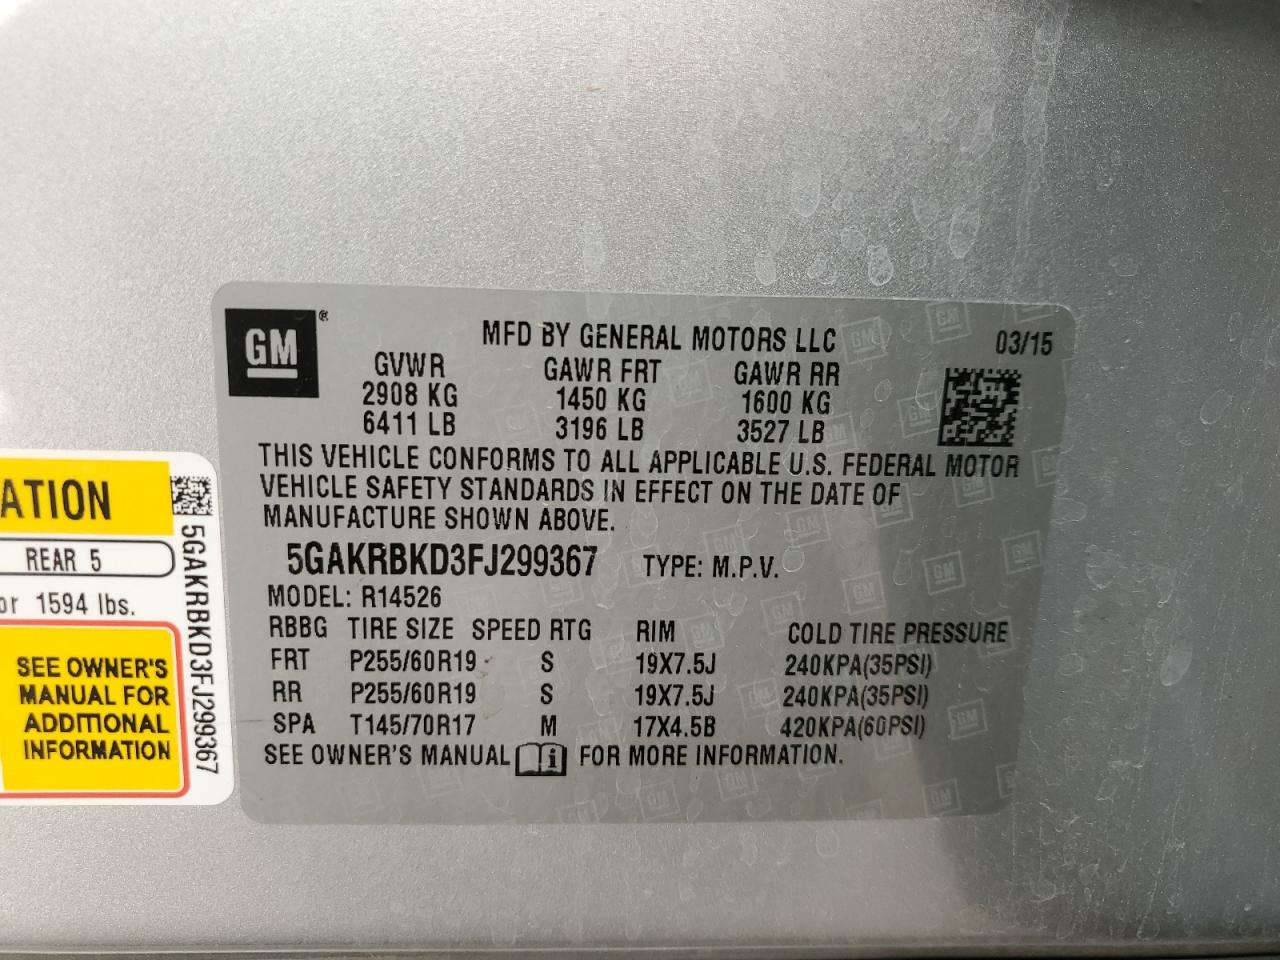 GM ®
MFD BY GENERAL MOTORS LLC 03/15
GVWR GAWR FRT GAWR RR
2908 KG 1450 KG 1600 KG
6411 LB 3196 LB 3527 LB
THIS VEHICLE CONFORMS TO ALL APPLICABLE U.S. FEDERAL MOTOR
VEHICLE SAFETY STANDARDS IN EFFECT ON THE DATE OF
MANUFACTURE SHOWN ABOVE.
5GAKRBKD3FJ299367 TYPE: M.P.V.
MODEL: R14526
RBBG TIRE SIZE SPEED RTG RIM COLD TIRE PRESSURE
FRT P255/60R19 S 19X7.5J 240KPA(35PSI)
RR P255/60R19 S 19X7.5J 240KPA(35PSI)
SPA T145/70R17 M 17X4.5B 420KPA(60PSI)
SEE OWNER'S MANUAL i FOR MORE INFORMATION.
ATION
REAR 5
or 1594 lbs.
SEE OWNER'S
MANUAL FOR
ADDITIONAL
INFORMATION
5GAKRBKD3FJ299367